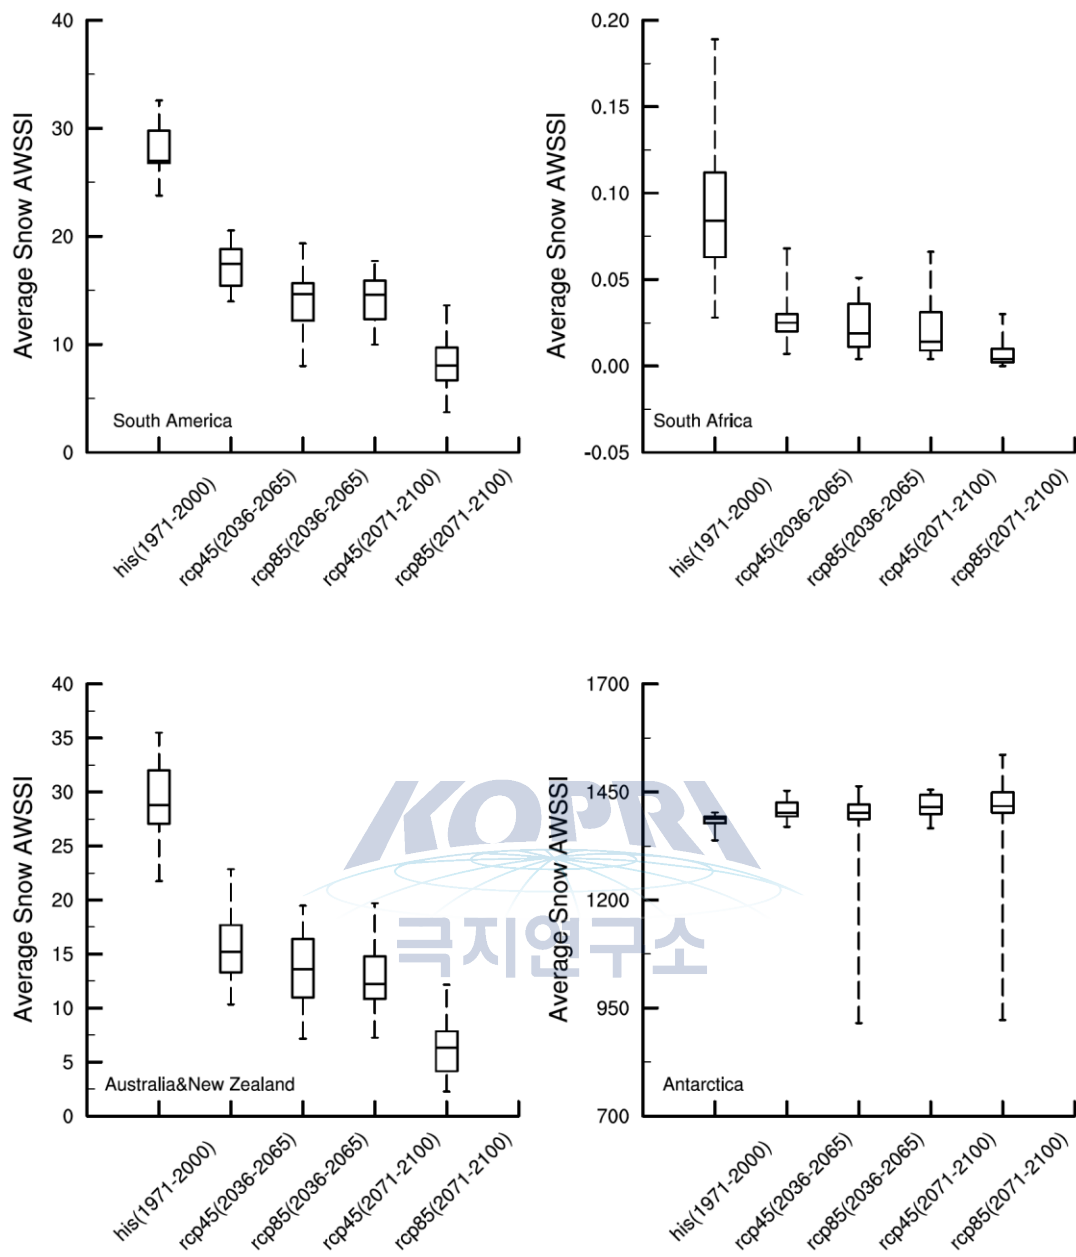 40
30
20
10
0
Average Snow AWSSI
South America
his(1971-2000)
rcp45(2036-2065)
rcp85(2036-2065)
rcp45(2071-2100)
rcp85(2071-2100)
0.20
0.15
0.10
0.05
0.00
-0.05
Average Snow AWSSI
South Africa
his(1971-2000)
rcp45(2036-2065)
rcp85(2036-2065)
rcp45(2071-2100)
rcp85(2071-2100)
40
35
30
25
20
15
10
5
0
Average Snow AWSSI
Australia&New Zealand
his(1971-2000)
rcp45(2036-2065)
rcp85(2036-2065)
rcp45(2071-2100)
rcp85(2071-2100)
1700
1450
1200
950
700
Average Snow AWSSI
Antarctica
his(1971-2000)
rcp45(2036-2065)
rcp85(2036-2065)
rcp45(2071-2100)
rcp85(2071-2100)
KOPRI
극지연구소